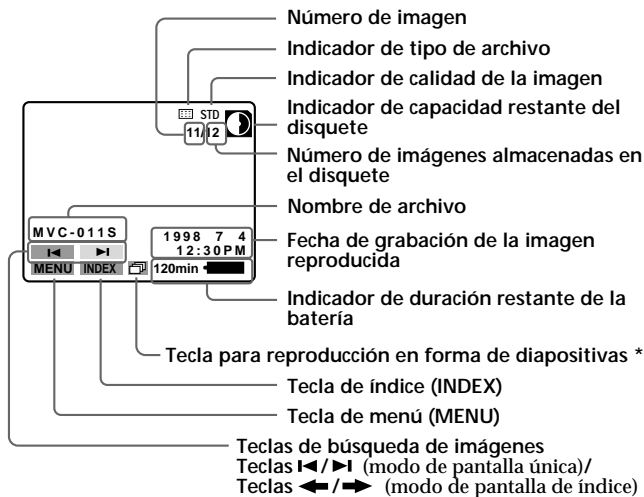 Número de imagen
Indicador de tipo de archivo
Indicador de calidad de la imagen
Indicador de capacidad restante del
disquete
Número de imágenes almacenadas en
el disquete
Nombre de archivo
Fecha de grabación de la imagen
reproducida
Indicador de duración restante de la
batería
Tecla para reproducción en forma de diapositivas *
Tecla de índice (INDEX)
Tecla de menú (MENU)
Teclas de búsqueda de imágenes
Teclas I◄/►I (modo de pantalla única)/
Teclas ←/→ (modo de pantalla de índice)
STD
11/12
MVC-011S
1998 7 4
12:30PM
I◄ ►I
MENU INDEX 120min